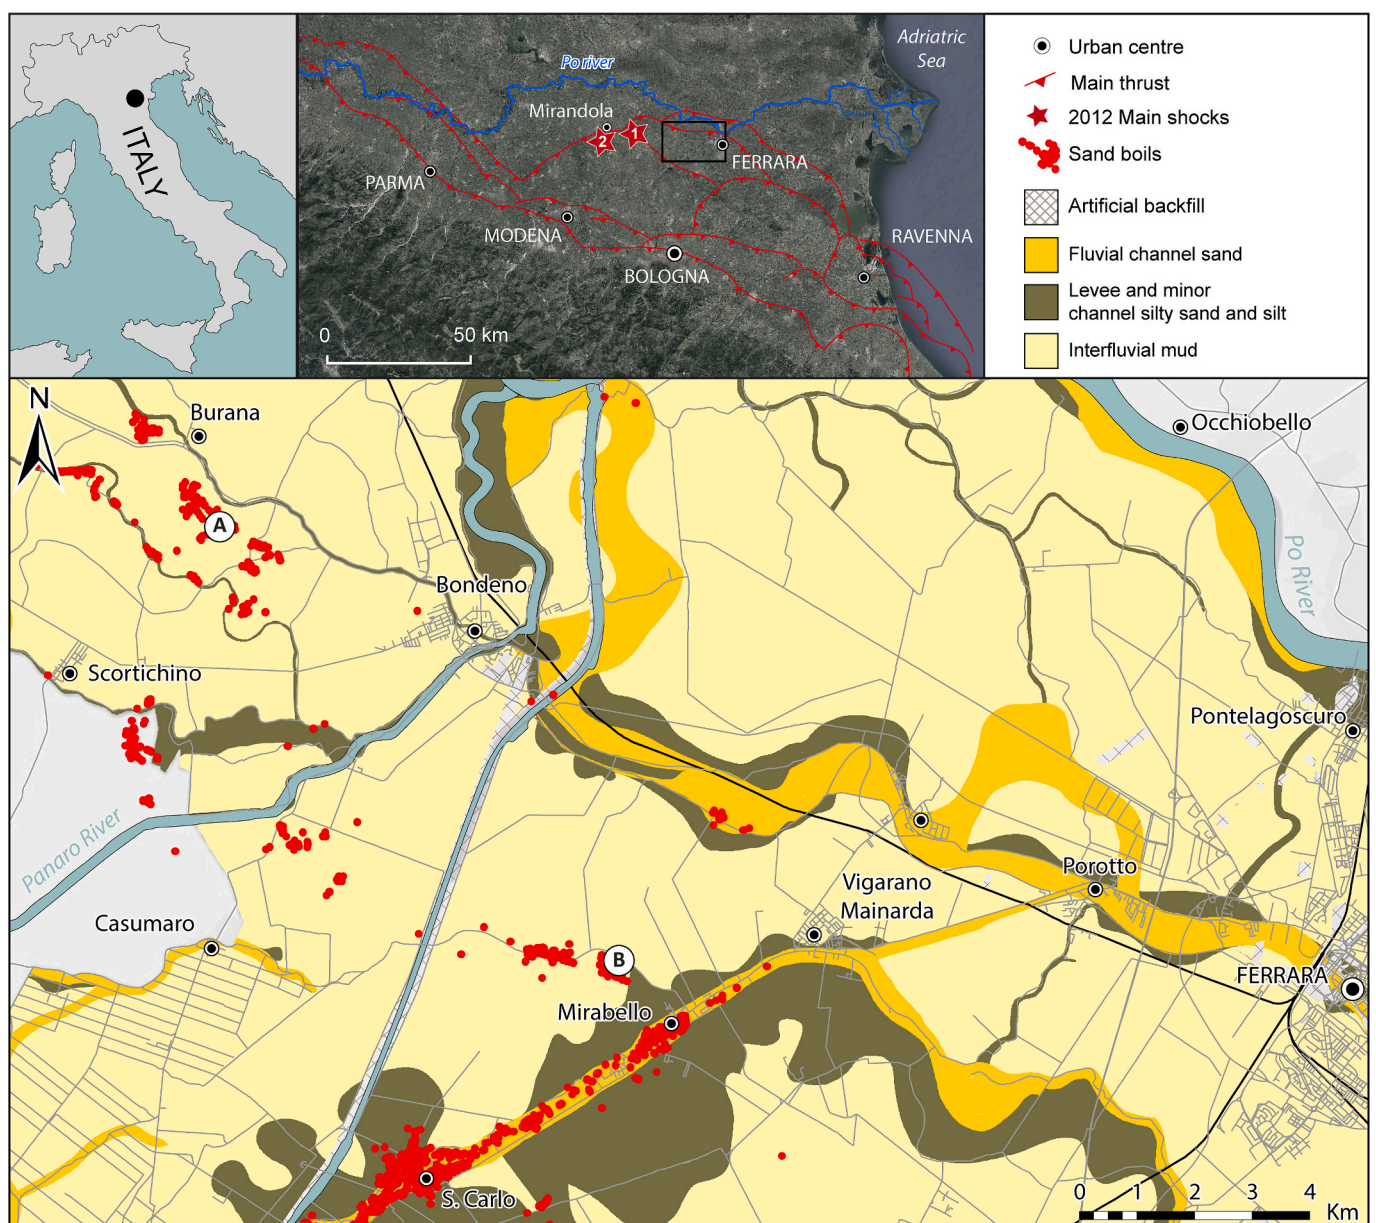 ITALY
Adriatric
Sea
Po river
Mirandola
2
1
FERRARA
PARMA
MODENA
BOLOGNA
RAVENNA
0
50 km
Urban centre
Main thrust
2012 Main shocks
Sand boils
Artificial backfill
Fluvial channel sand
Levee and minor
channel silty sand and silt
Interfluvial mud
N
Burana
Occhiobello
A
Po River
Bondeno
Scortichino
Pontelagoscuro
Panaro River
Porotto
Vigarano
Mainarda
Casumaro
B
FERRARA
Mirabello
S. Carlo
0 1 2 3 4
Km